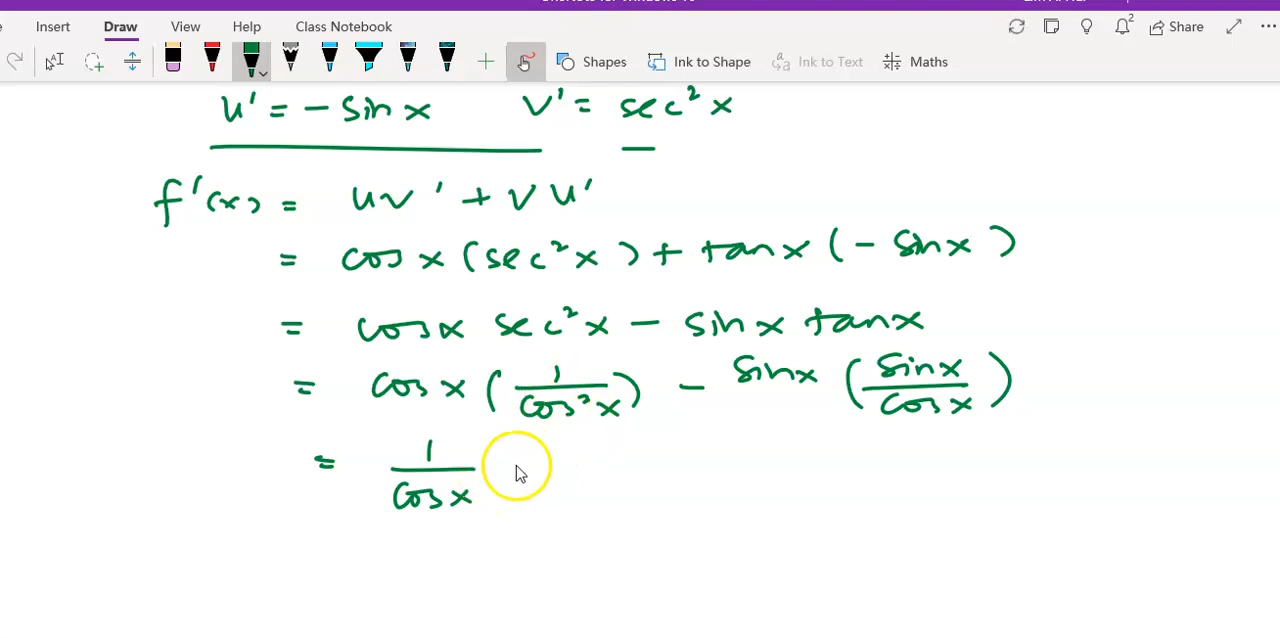 Insert Draw View Help Class Notebook 2 Share
Shapes Ink to Shape Ink to Text Maths
u' = - sin x v' = sec² x
f'(x) = uv' + v u'
= cos x (sec² x) + tan x (- sin x)
= cos x sec² x - sin x tan x
= cos x (1/cos² x) - sin x (sin x/cos x)
= 1/cos x